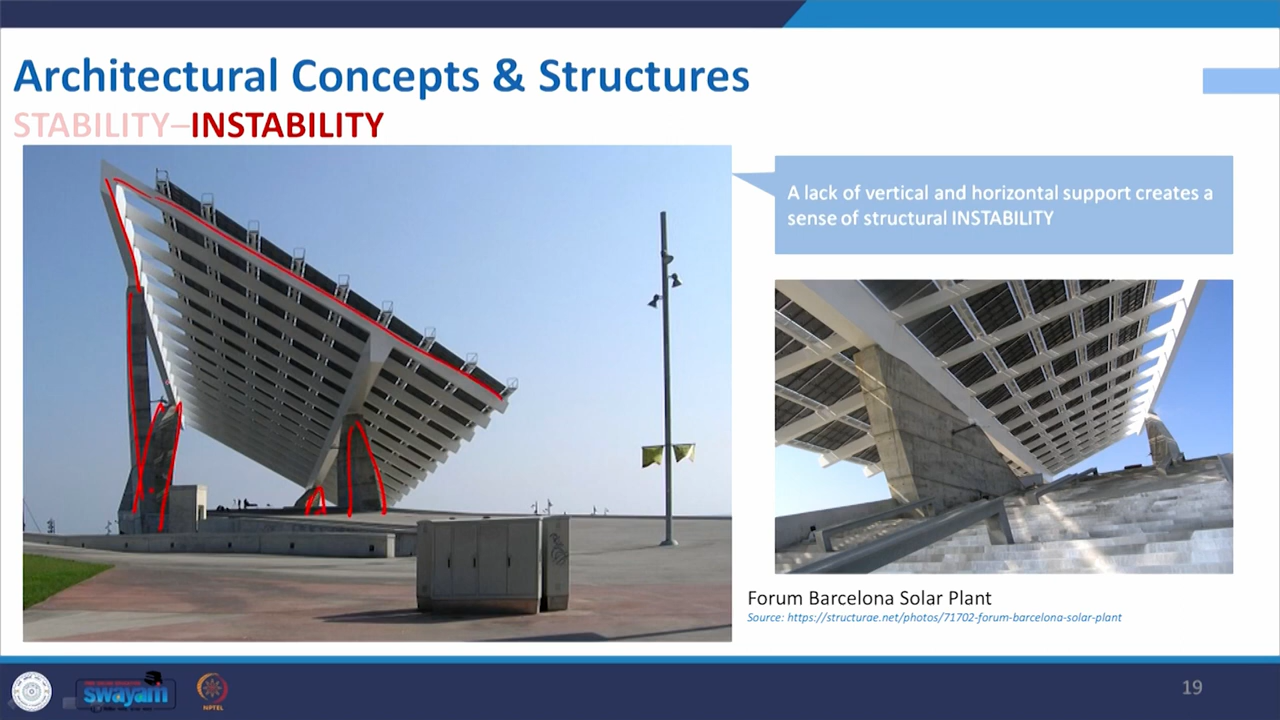 Architectural Concepts & Structures
STABILITY–INSTABILITY
A lack of vertical and horizontal support creates a
sense of structural INSTABILITY
Forum Barcelona Solar Plant
Source: https://structurae.net/photos/71702-forum-barcelona-solar-plant
swayam
NPTEL
19